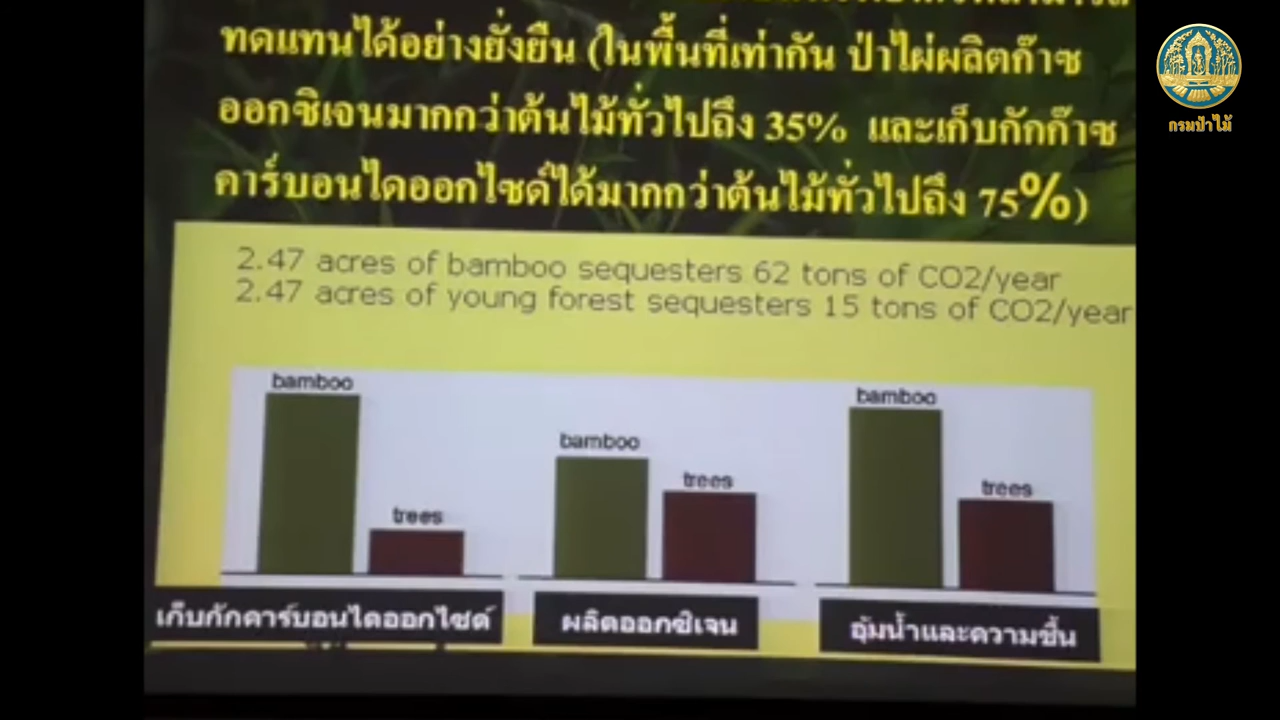 ทดแทนได้อย่างยั่งยืน (ในพื้นที่เท่ากัน ป่าไผ่ผลิตก๊าซ
ออกซิเจนมากกว่าต้นไม้ทั่วไปถึง 35% และเก็บกักก๊าซ
คาร์บอนไดออกไซด์ได้มากกว่าต้นไม้ทั่วไปถึง 75%)
กรมป่าไม้
2.47 acres of bamboo sequesters 62 tons of CO2/year
2.47 acres of young forest sequesters 15 tons of CO2/year
bamboo
trees
เก็บกักคาร์บอนไดออกไซด์
bamboo
trees
ผลิตออกซิเจน
bamboo
trees
อุ้มน้ำและความชื้น